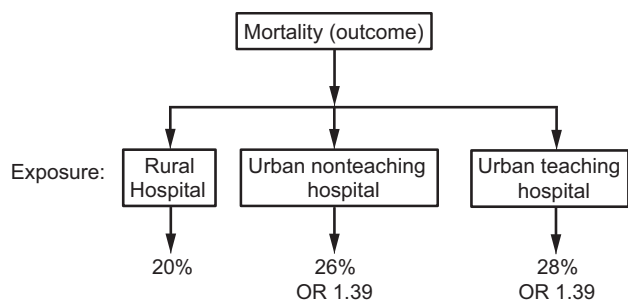 Mortality (outcome)
Exposure:
Rural
Hospital
Urban nonteaching
hospital
Urban teaching
hospital
20%
26%
OR 1.39
28%
OR 1.39